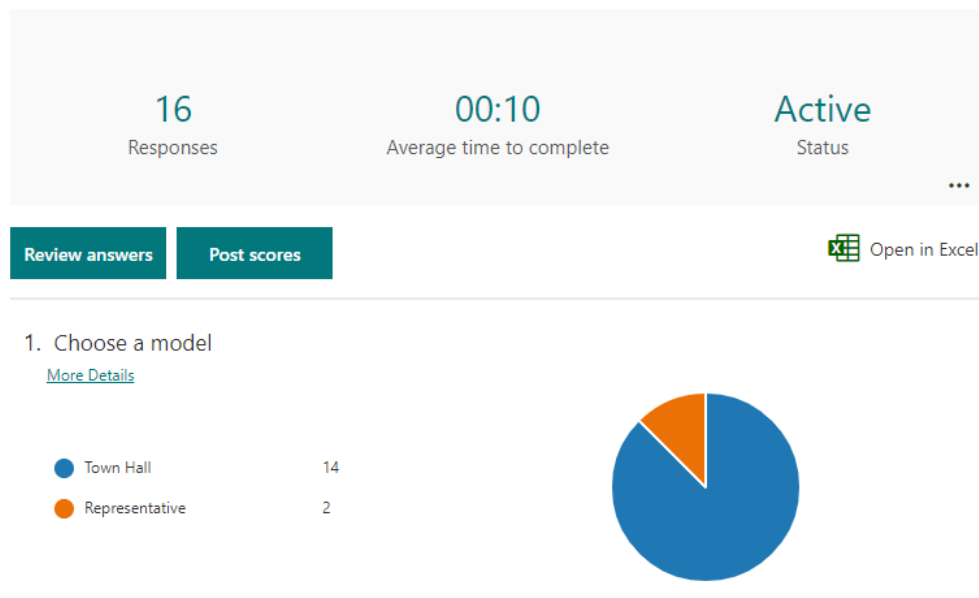 16
Responses
00:10
Average time to complete
Active
Status
...
Review answers
Post scores
Open in Excel
1. Choose a model
More Details
Town Hall 14
Representative 2